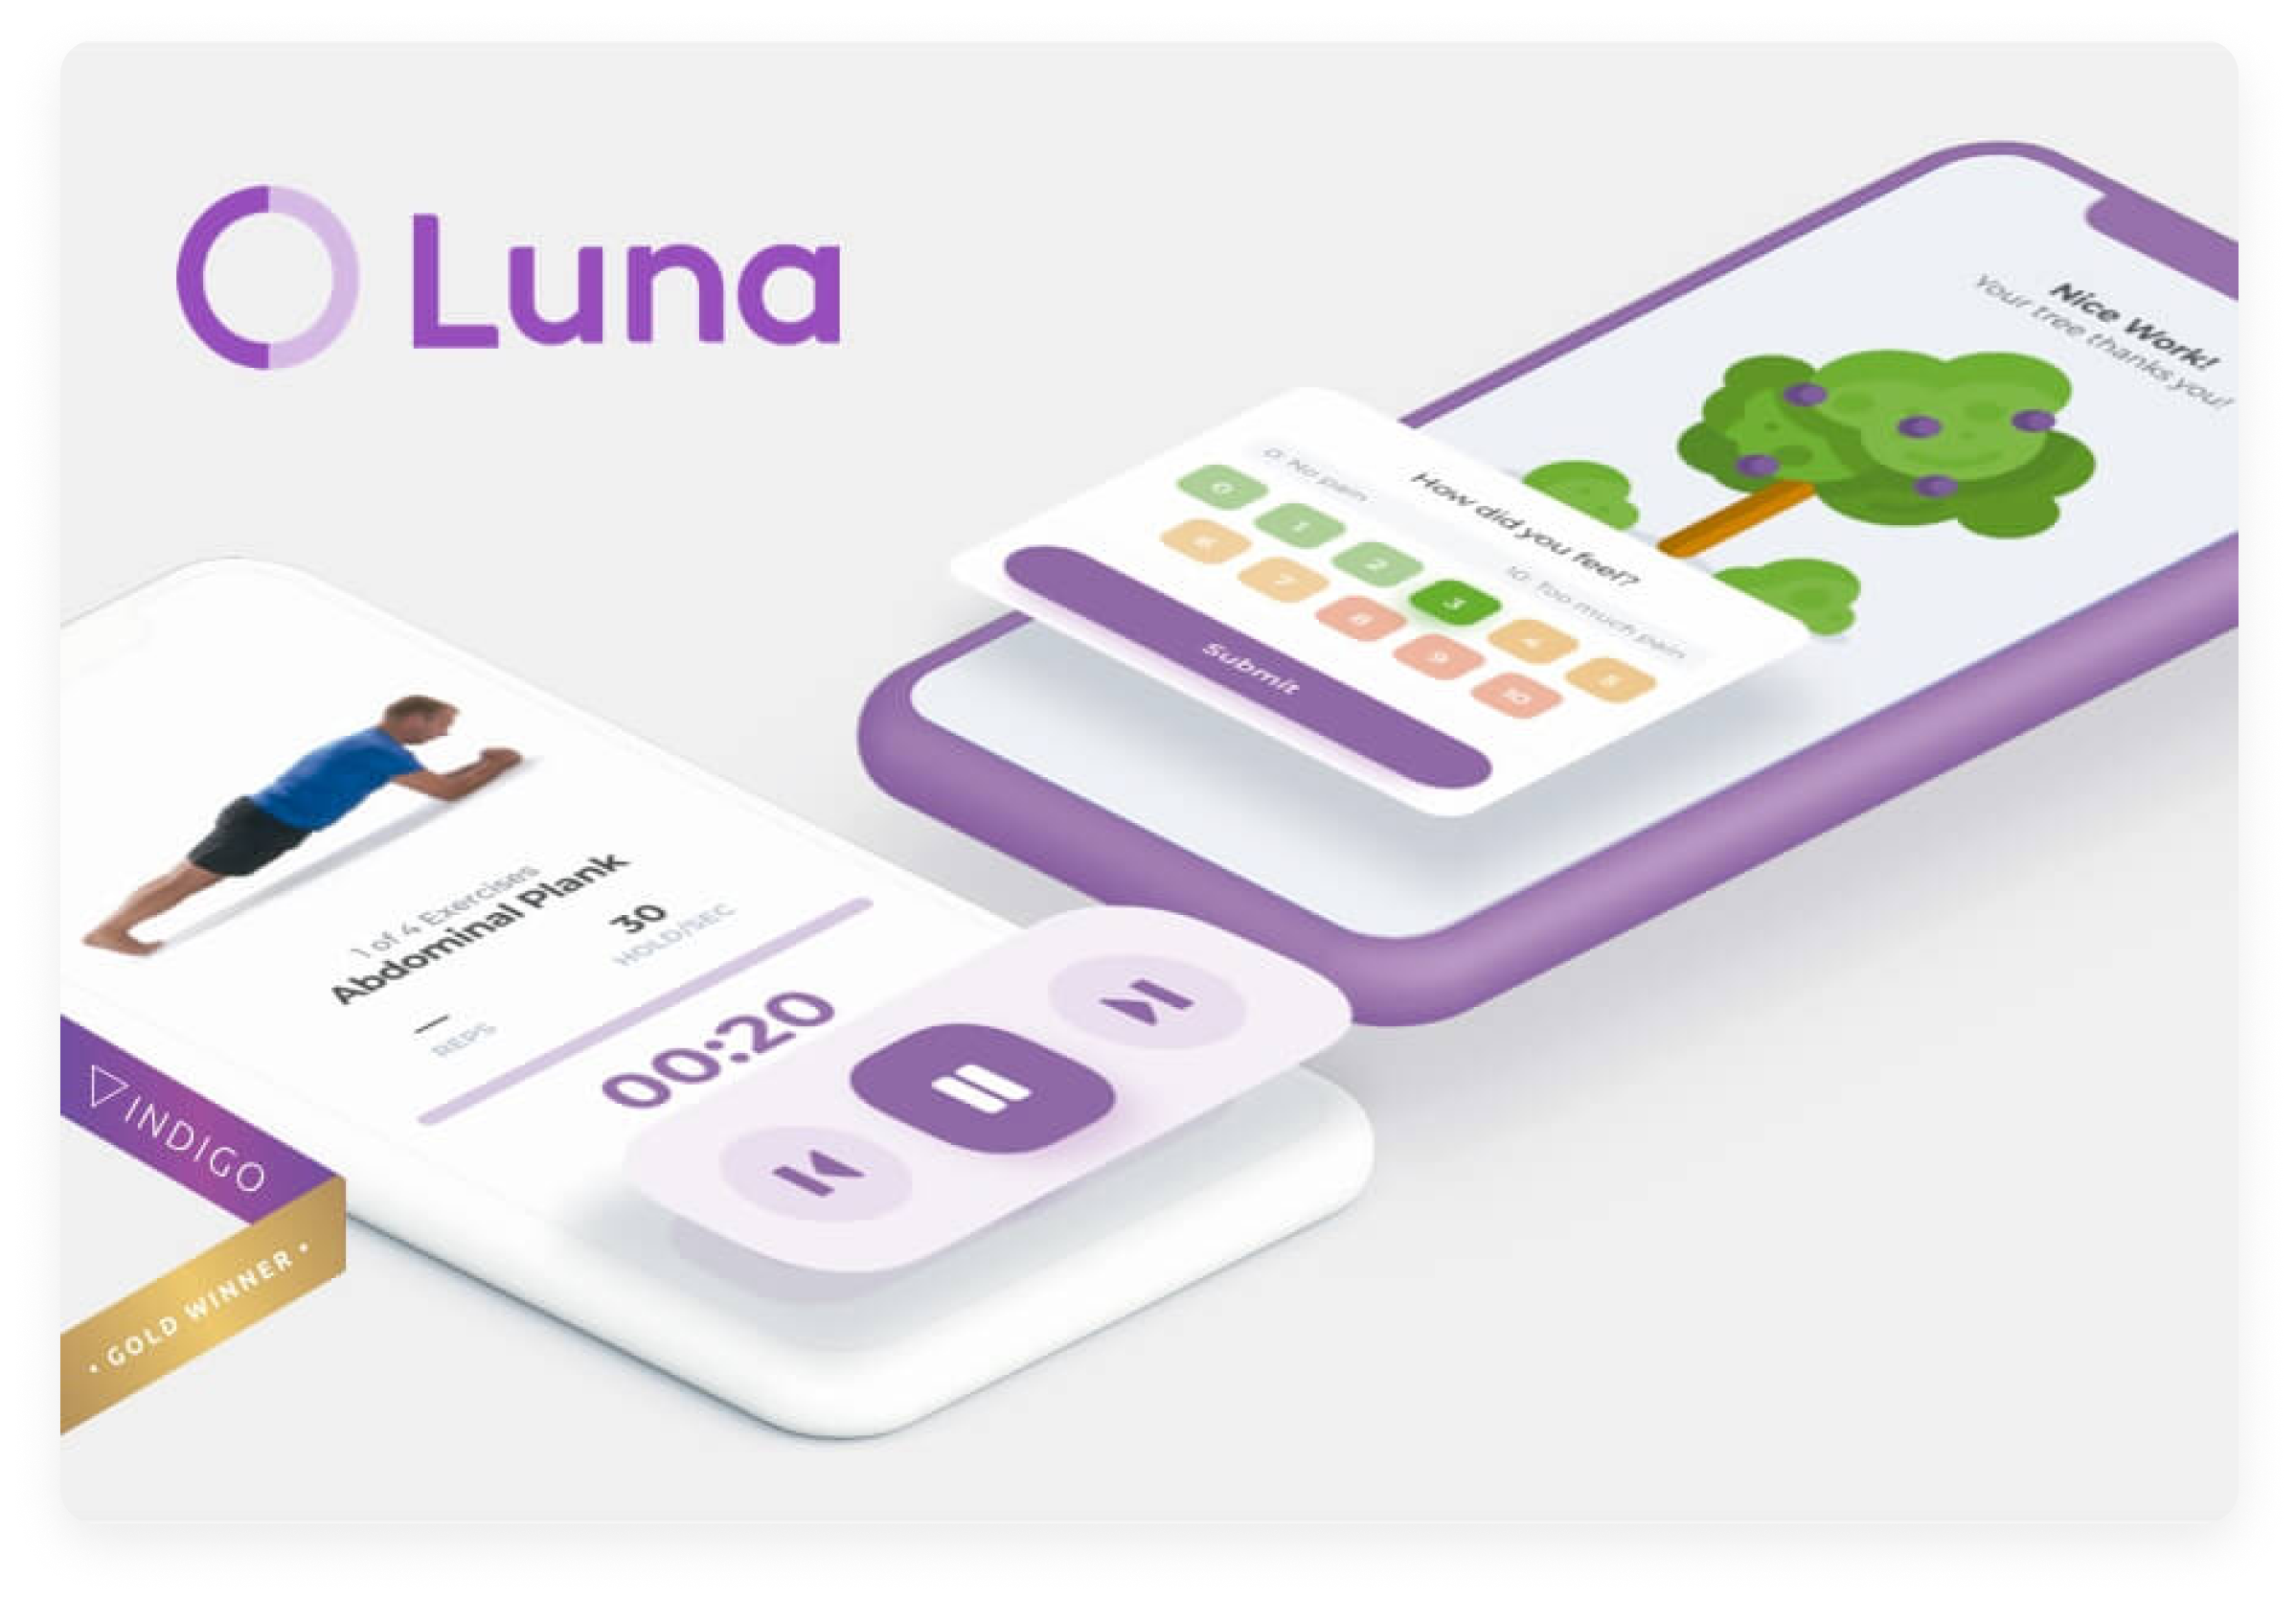 Luna
Nice Work!
Your tree thanks you!
How did you feel?
0: No pain
10: Too much pain
0 1 2 3 4 5
6 7 8 9 10
Submit
1 of 4 Exercises
Abdominal Plank
— 30
REPS HOLD/SEC
00:20
INDIGO
• GOLD WINNER •